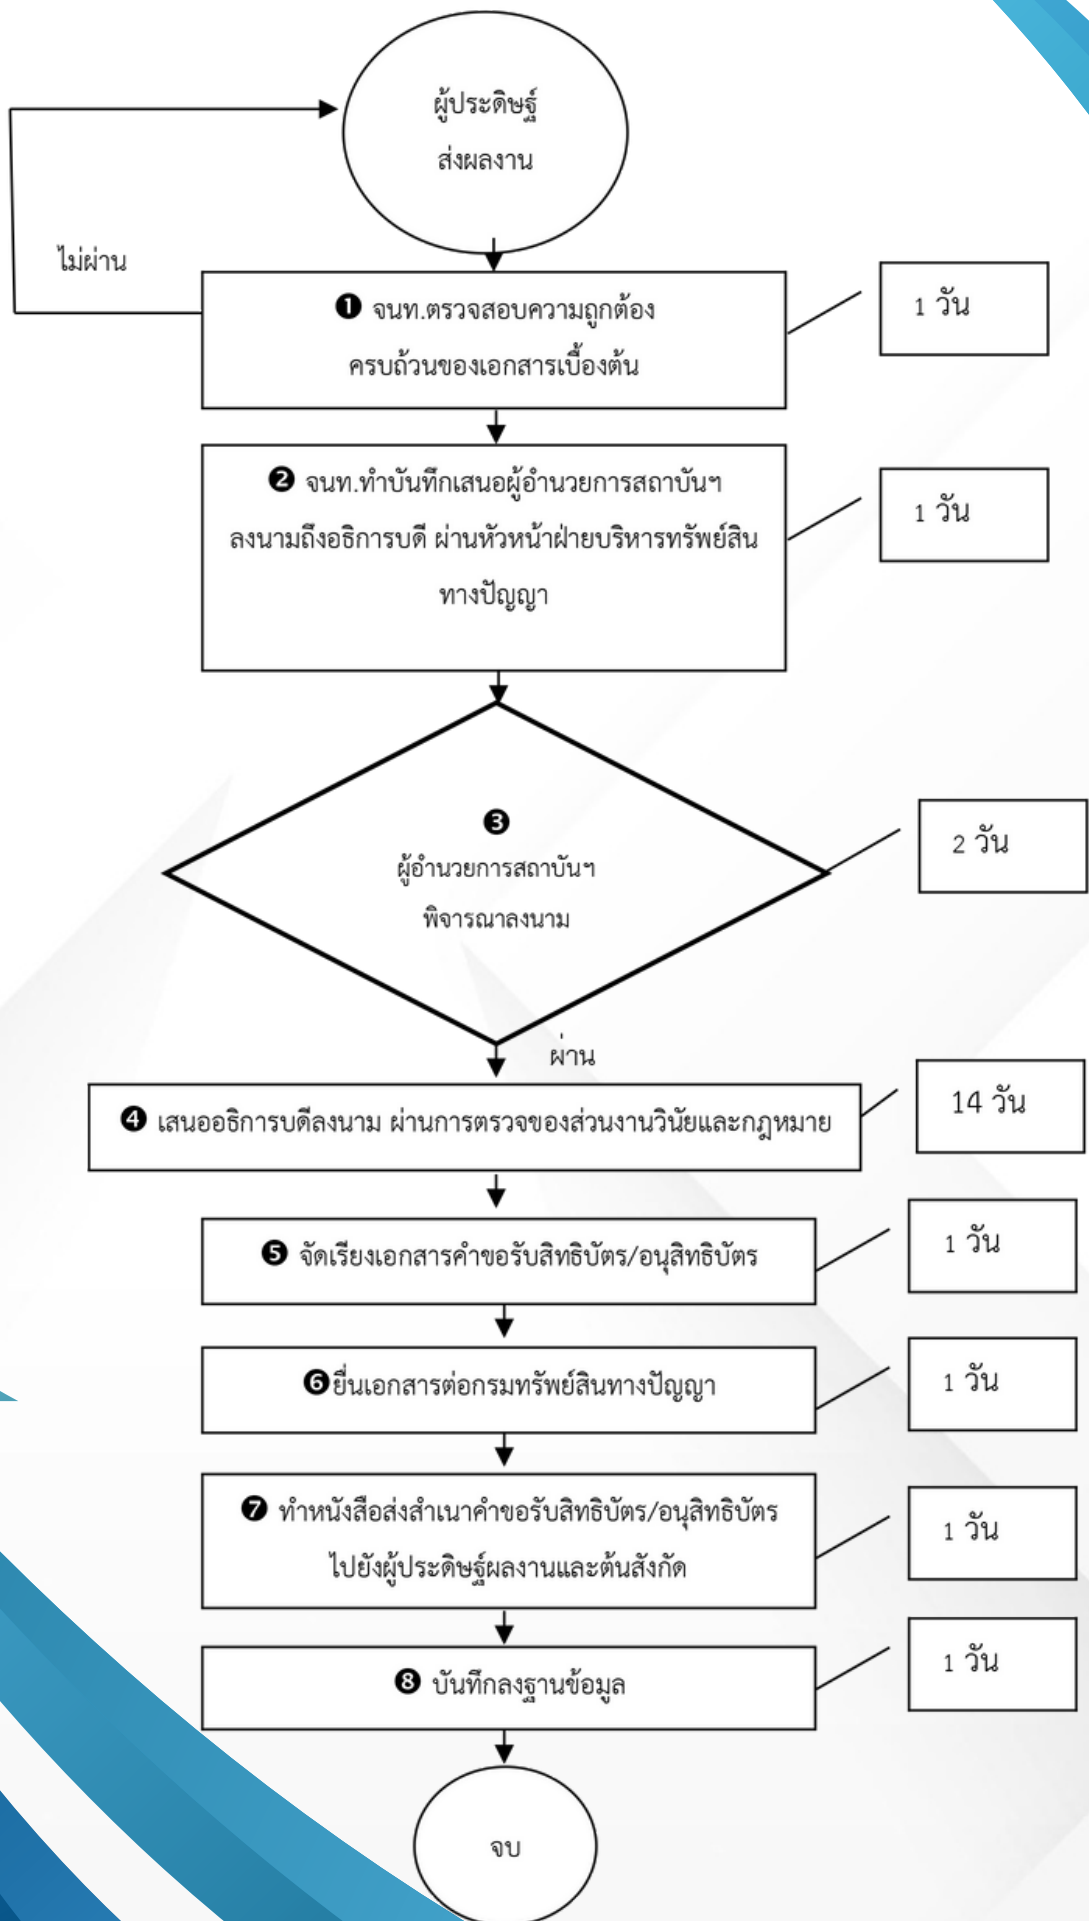 ผู้ประดิษฐ์
ส่งผลงาน
ไม่ผ่าน
❶ จนท.ตรวจสอบความถูกต้อง
ครบถ้วนของเอกสารเบื้องต้น
1 วัน
❷ จนท.ทำบันทึกเสนอผู้อำนวยการสถาบันฯ
ลงนามถึงอธิการบดี ผ่านหัวหน้าฝ่ายบริหารทรัพย์สิน
ทางปัญญา
1 วัน
❸
ผู้อำนวยการสถาบันฯ
พิจารณาลงนาม
2 วัน
ผ่าน
❹ เสนออธิการบดีลงนาม ผ่านการตรวจของส่วนงานวินัยและกฎหมาย
14 วัน
❺ จัดเรียงเอกสารคำขอรับสิทธิบัตร/อนุสิทธิบัตร
1 วัน
❻ยื่นเอกสารต่อกรมทรัพย์สินทางปัญญา
1 วัน
❼ ทำหนังสือส่งสำเนาคำขอรับสิทธิบัตร/อนุสิทธิบัตร
ไปยังผู้ประดิษฐ์ผลงานและต้นสังกัด
1 วัน
❽ บันทึกลงฐานข้อมูล
1 วัน
จบ